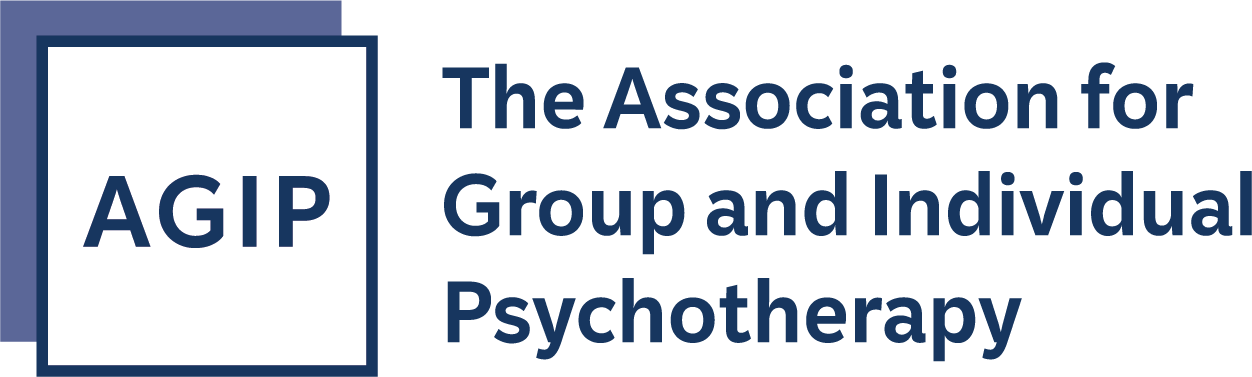 AGIP
The Association for
Group and Individual
Psychotherapy